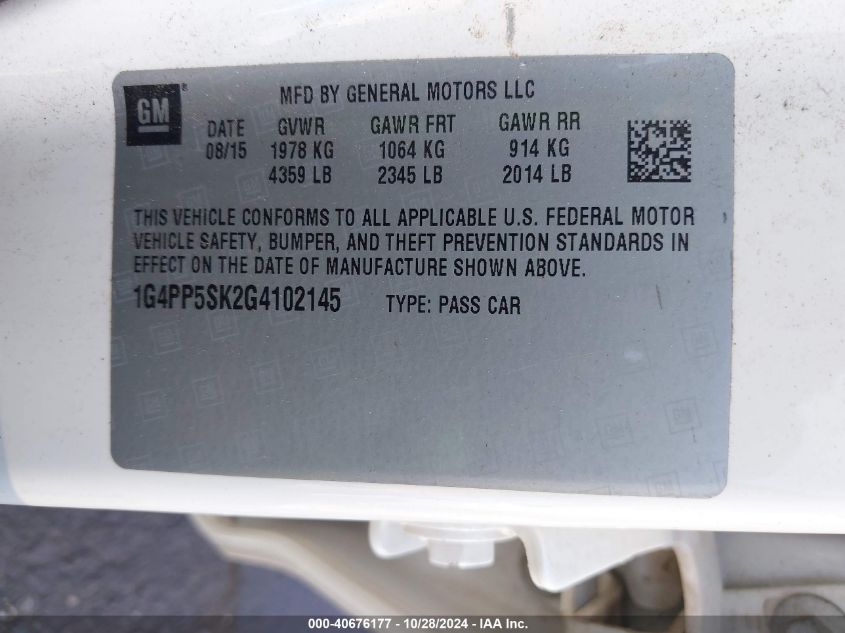 GM
MFD BY GENERAL MOTORS LLC
DATE GVWR GAWR FRT GAWR RR
08/15 1978 KG 1064 KG 914 KG
4359 LB 2345 LB 2014 LB
THIS VEHICLE CONFORMS TO ALL APPLICABLE U.S. FEDERAL MOTOR
VEHICLE SAFETY, BUMPER, AND THEFT PREVENTION STANDARDS IN
EFFECT ON THE DATE OF MANUFACTURE SHOWN ABOVE.
1G4PP5SK2G4102145 TYPE: PASS CAR
000-40676177 - 10/28/2024 - IAA Inc.